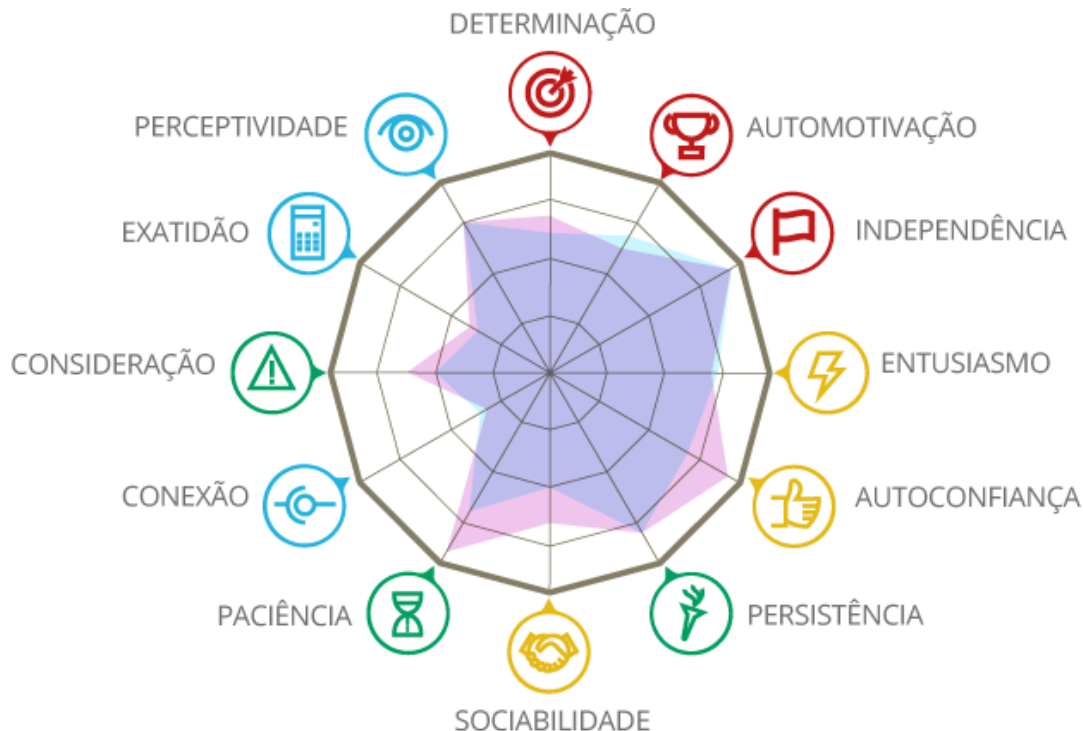 DETERMINAÇÃO
PERCEPTIVIDADE
AUTOMOTIVAÇÃO
EXATIDÃO
INDEPENDÊNCIA
CONSIDERAÇÃO
ENTUSIASMO
CONEXÃO
AUTOCONFIANÇA
PACIÊNCIA
PERSISTÊNCIA
SOCIABILIDADE